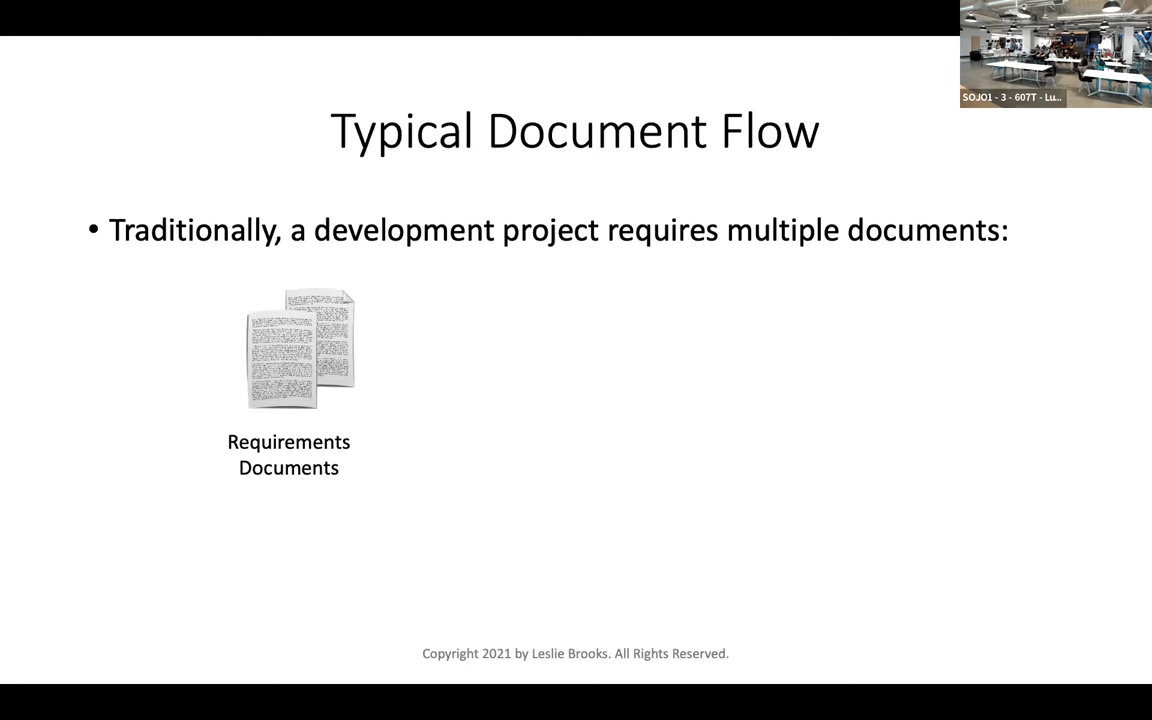 SOJO1 - 3 - 607T - Lu...
Typical Document Flow
• Traditionally, a development project requires multiple documents:
Requirements
Documents
Copyright 2021 by Leslie Brooks. All Rights Reserved.